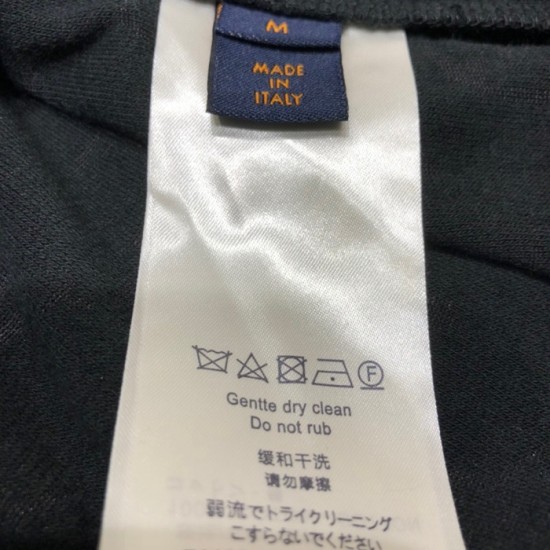 M
MADE
IN
ITALY
F
Gentte dry clean
Do not rub
缓和干洗
请勿摩擦
弱流でトライクリーニング
こすらないでください